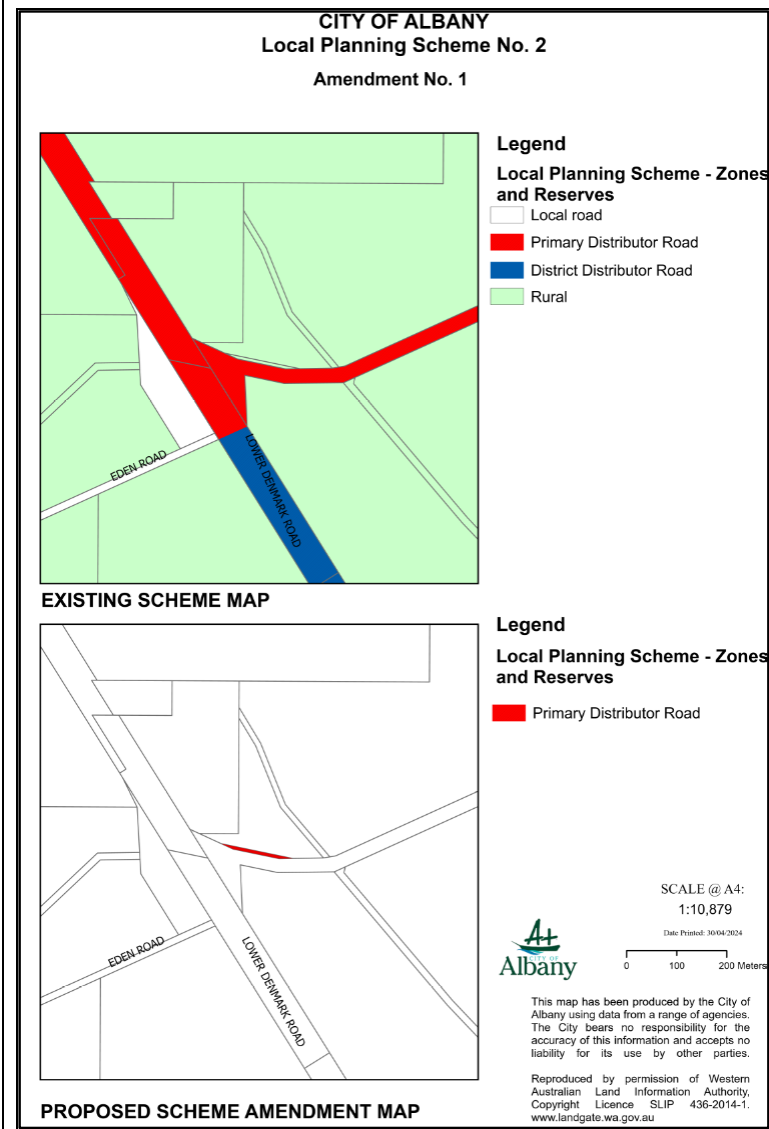 CITY OF ALBANY
Local Planning Scheme No. 2
Amendment No. 1
Legend
Local Planning Scheme - Zones
and Reserves
Local road
Primary Distributor Road
District Distributor Road
Rural
EDEN ROAD
LOWER DENMARK ROAD
EXISTING SCHEME MAP
Legend
Local Planning Scheme - Zones
and Reserves
Primary Distributor Road
EDEN ROAD
LOWER DENMARK ROAD
SCALE @ A4:
1:10,879
Date Printed: 30/04/2024
CITY OF
Albany
0 100 200 Meters
This map has been produced by the City of
Albany using data from a range of agencies.
The City bears no responsibility for the
accuracy of this information and accepts no
liability for its use by other parties.
Reproduced by permission of Western
Australian Land Information Authority,
Copyright Licence SLIP 436-2014-1.
www.landgate.wa.gov.au
PROPOSED SCHEME AMENDMENT MAP